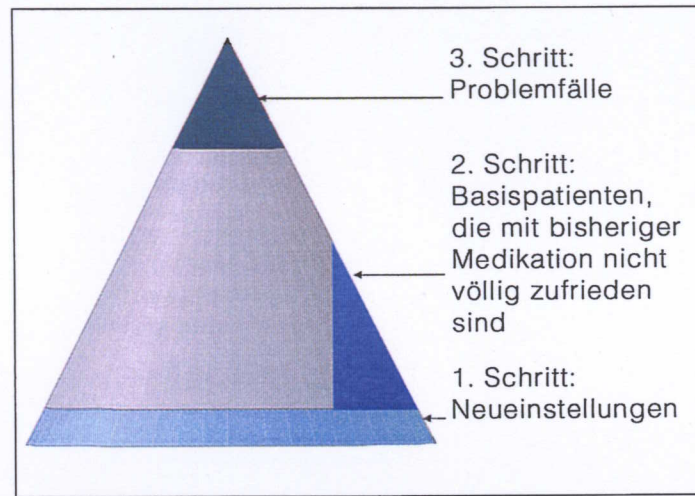 3. Schritt:
Problemfälle
2. Schritt:
Basispatienten,
die mit bisheriger
Medikation nicht
völlig zufrieden
sind
1. Schritt:
Neueinstellungen